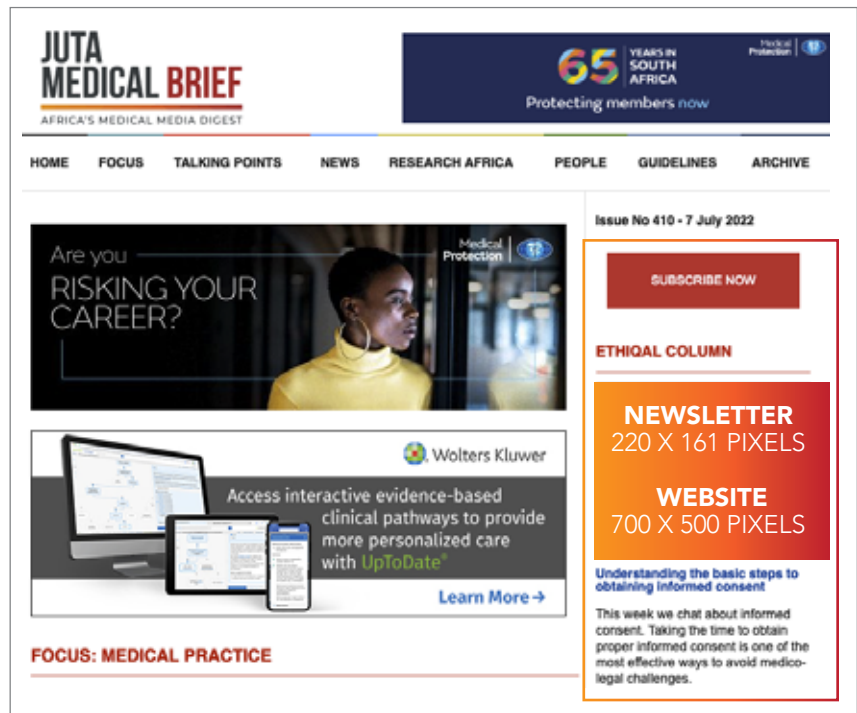 JUTA
MEDICAL BRIEF
AFRICA'S MEDICAL MEDIA DIGEST
65 YEARS IN
SOUTH
AFRICA
Protecting members now
Medical
Protection
HOME FOCUS TALKING POINTS NEWS RESEARCH AFRICA PEOPLE GUIDELINES ARCHIVE
Are you
RISKING YOUR
CAREER?
Medical
Protection
Wolters Kluwer
Access interactive evidence-based
clinical pathways to provide
more personalized care
with UpToDate®
Learn More →
FOCUS: MEDICAL PRACTICE
Issue No 410 - 7 July 2022
SUBSCRIBE NOW
ETHIQAL COLUMN
NEWSLETTER
220 X 161 PIXELS
WEBSITE
700 X 500 PIXELS
Understanding the basic steps to
obtaining informed consent
This week we chat about informed
consent. Taking the time to obtain
proper informed consent is one of the
most effective ways to avoid medico-
legal challenges.